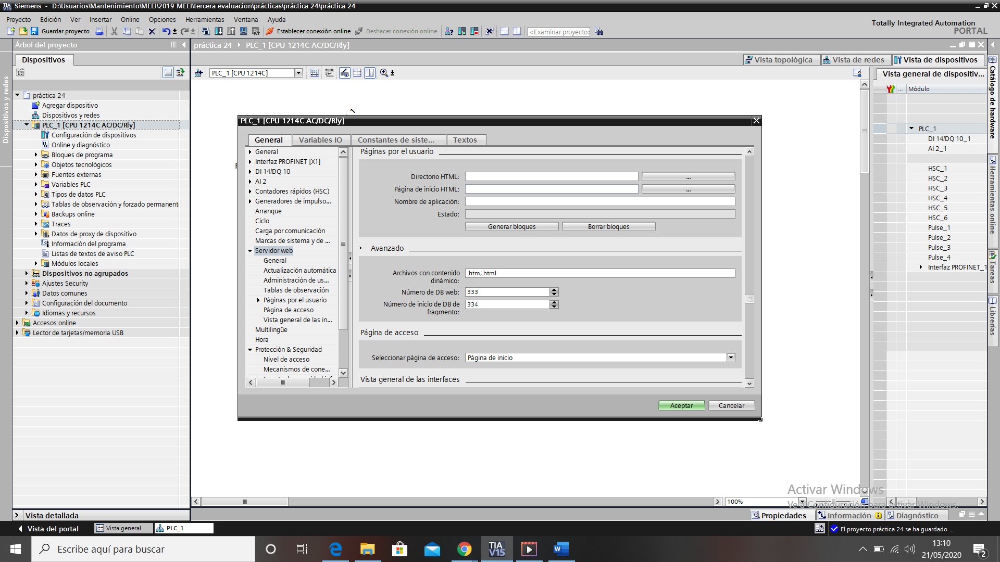 Siemens - D:\Usuarios\Mantenimiento\MEEI\2019 MEEI\tercera evaluacion\prácticas\práctica 24\práctica 24
Proyecto Edición Ver Insertar Online Opciones Herramientas Ventana Ayuda
Totally Integrated Automation
PORTAL
Guardar proyecto
Establecer conexión online
Deshacer conexión online
<Examinar proyecto>
Árbol del proyecto
práctica 24 PLC_1 [CPU 1214C AC/DC/Rly]
Dispositivos
Vista topológica
Vista de redes
Vista de dispositivos
PLC_1 [CPU 1214C]
Vista general de dispositiv...
... Módulo
Dispositivos y redes
práctica 24
Agregar dispositivo
Dispositivos y redes
PLC_1 [CPU 1214C AC/DC/Rly]
Configuración de dispositivos
Online y diagnóstico
Bloques de programa
Objetos tecnológicos
Fuentes externas
Variables PLC
Tipos de datos PLC
Tablas de observación y forzado permanent
Backups online
Traces
Datos de proxy de dispositivo
Información del programa
Listas de textos de aviso PLC
Módulos locales
Dispositivos no agrupados
Ajustes Security
Datos comunes
Configuración del documento
Idiomas y recursos
Accesos online
Lector de tarjetas/memoria USB
PLC_1 [CPU 1214C AC/DC/Rly]
General
Variables IO
Constantes de siste...
Textos
General
Interfaz PROFINET [X1]
DI 14/DQ 10
AI 2
Contadores rápidos (HSC)
Generadores de impulso...
Arranque
Ciclo
Carga por comunicación
Marcas de sistema y de ...
Servidor web
General
Actualización automática
Administración de us...
Tablas de observación
Páginas por el usuario
Página de acceso
Vista general de las in...
Multilingüe
Hora
Protección & Seguridad
Nivel de acceso
Mecanismos de cone...
Páginas por el usuario
Directorio HTML:
...
Página de inicio HTML:
...
Nombre de aplicación:
Estado:
Generar bloques
Borrar bloques
Avanzado
Archivos con contenido
dinámico:
.htm;.html
Número de DB web:
333
Número de inicio de DB de
fragmento:
334
Página de acceso
Seleccionar página de acceso:
Página de inicio
Vista general de las interfaces
Aceptar
Cancelar
PLC_1
DI 14/DQ 10_1
AI 2_1
HSC_1
HSC_2
HSC_3
HSC_4
HSC_5
HSC_6
Pulse_1
Pulse_2
Pulse_3
Pulse_4
Interfaz PROFINET_1
Catálogo de hardware
Herramientas online
Tareas
Librerías
Activar Windows
Ve a Configuración para activar Windows.
100%
Vista detallada
Propiedades
Información
Diagnóstico
Vista del portal
Vista general
PLC_1
El proyecto práctica 24 se ha guardado ...
Escribe aquí para buscar
TIA
V15
13:10
21/05/2020
2